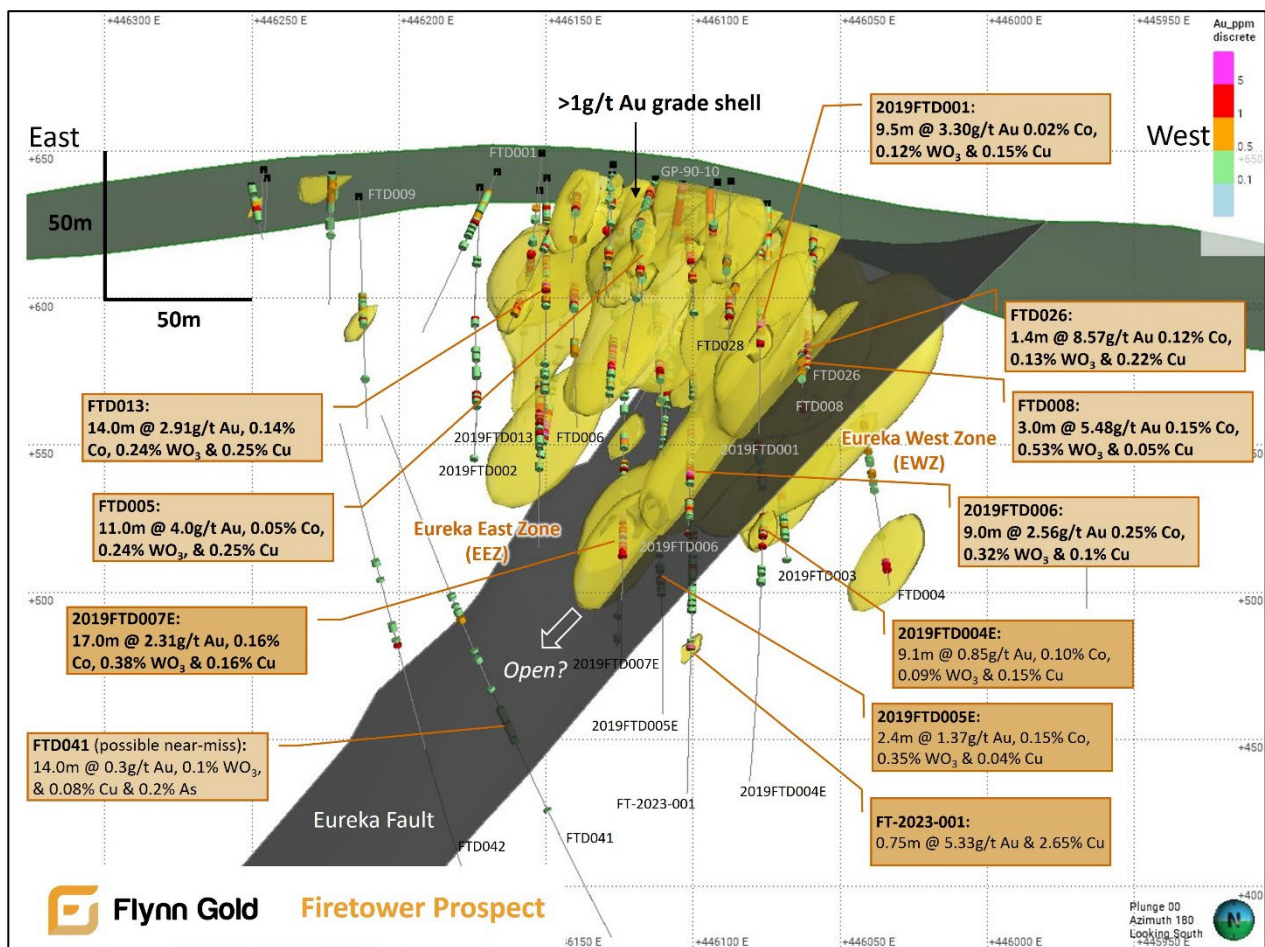 +446300 E
+446250 E
+446200 E
+446150 E
+446100 E
+446050 E
+446000 E
+445950 E
Au_ppm
discrete
5
1
0.5
0.1
+650
>1g/t Au grade shell
2019FTD001:
9.5m @ 3.30g/t Au 0.02% Co,
0.12% WO₃ & 0.15% Cu
East
West
+650
FTD001
GP-90-10
FTD009
50m
50m
+600
+600
FTD028
FTD026
FTD008
FTD026:
1.4m @ 8.57g/t Au 0.12% Co,
0.13% WO₃ & 0.22% Cu
FTD008:
3.0m @ 5.48g/t Au 0.15% Co,
0.53% WO₃ & 0.05% Cu
FTD013:
14.0m @ 2.91g/t Au, 0.14%
Co, 0.24% WO₃ & 0.25% Cu
2019FTD013
FTD006
2019FTD002
2019FTD001
Eureka West Zone
(EWZ)
+550
FTD005:
11.0m @ 4.0g/t Au, 0.05% Co,
0.24% WO₃, & 0.25% Cu
Eureka East Zone
(EEZ)
2019FTD006
2019FTD006:
9.0m @ 2.56g/t Au 0.25% Co,
0.32% WO₃ & 0.1% Cu
2019FTD003
FTD004
+500
+500
2019FTD007E:
17.0m @ 2.31g/t Au, 0.16%
Co, 0.38% WO₃ & 0.16% Cu
Open?
2019FTD007E
2019FTD004E:
9.1m @ 0.85g/t Au, 0.10% Co,
0.09% WO₃ & 0.15% Cu
2019FTD005E
2019FTD005E:
2.4m @ 1.37g/t Au, 0.15% Co,
0.35% WO₃ & 0.04% Cu
FTD041 (possible near-miss):
14.0m @ 0.3g/t Au, 0.1% WO₃,
& 0.08% Cu & 0.2% As
+450
FT-2023-001
2019FTD004E
Eureka Fault
FTD042
FTD041
FT-2023-001:
0.75m @ 5.33g/t Au & 2.65% Cu
+400
Flynn Gold
Firetower Prospect
Plunge 00
Azimuth 180
Looking South
N
+446100 E
+446050 E
+446000 E
+445950 E